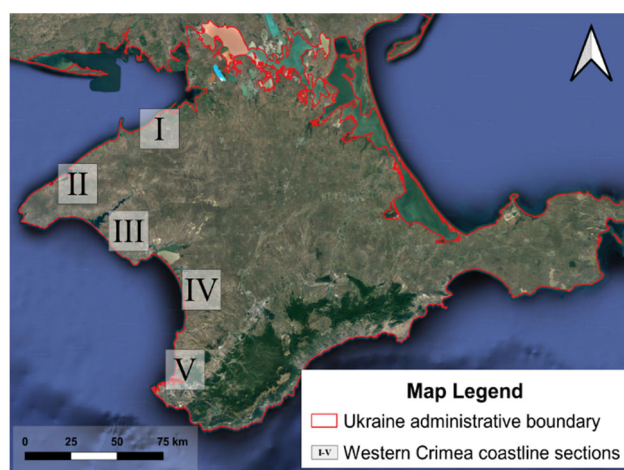 I
II
III
IV
V
Map Legend
Ukraine administrative boundary
I-V Western Crimea coastline sections
0 25 50 75 km